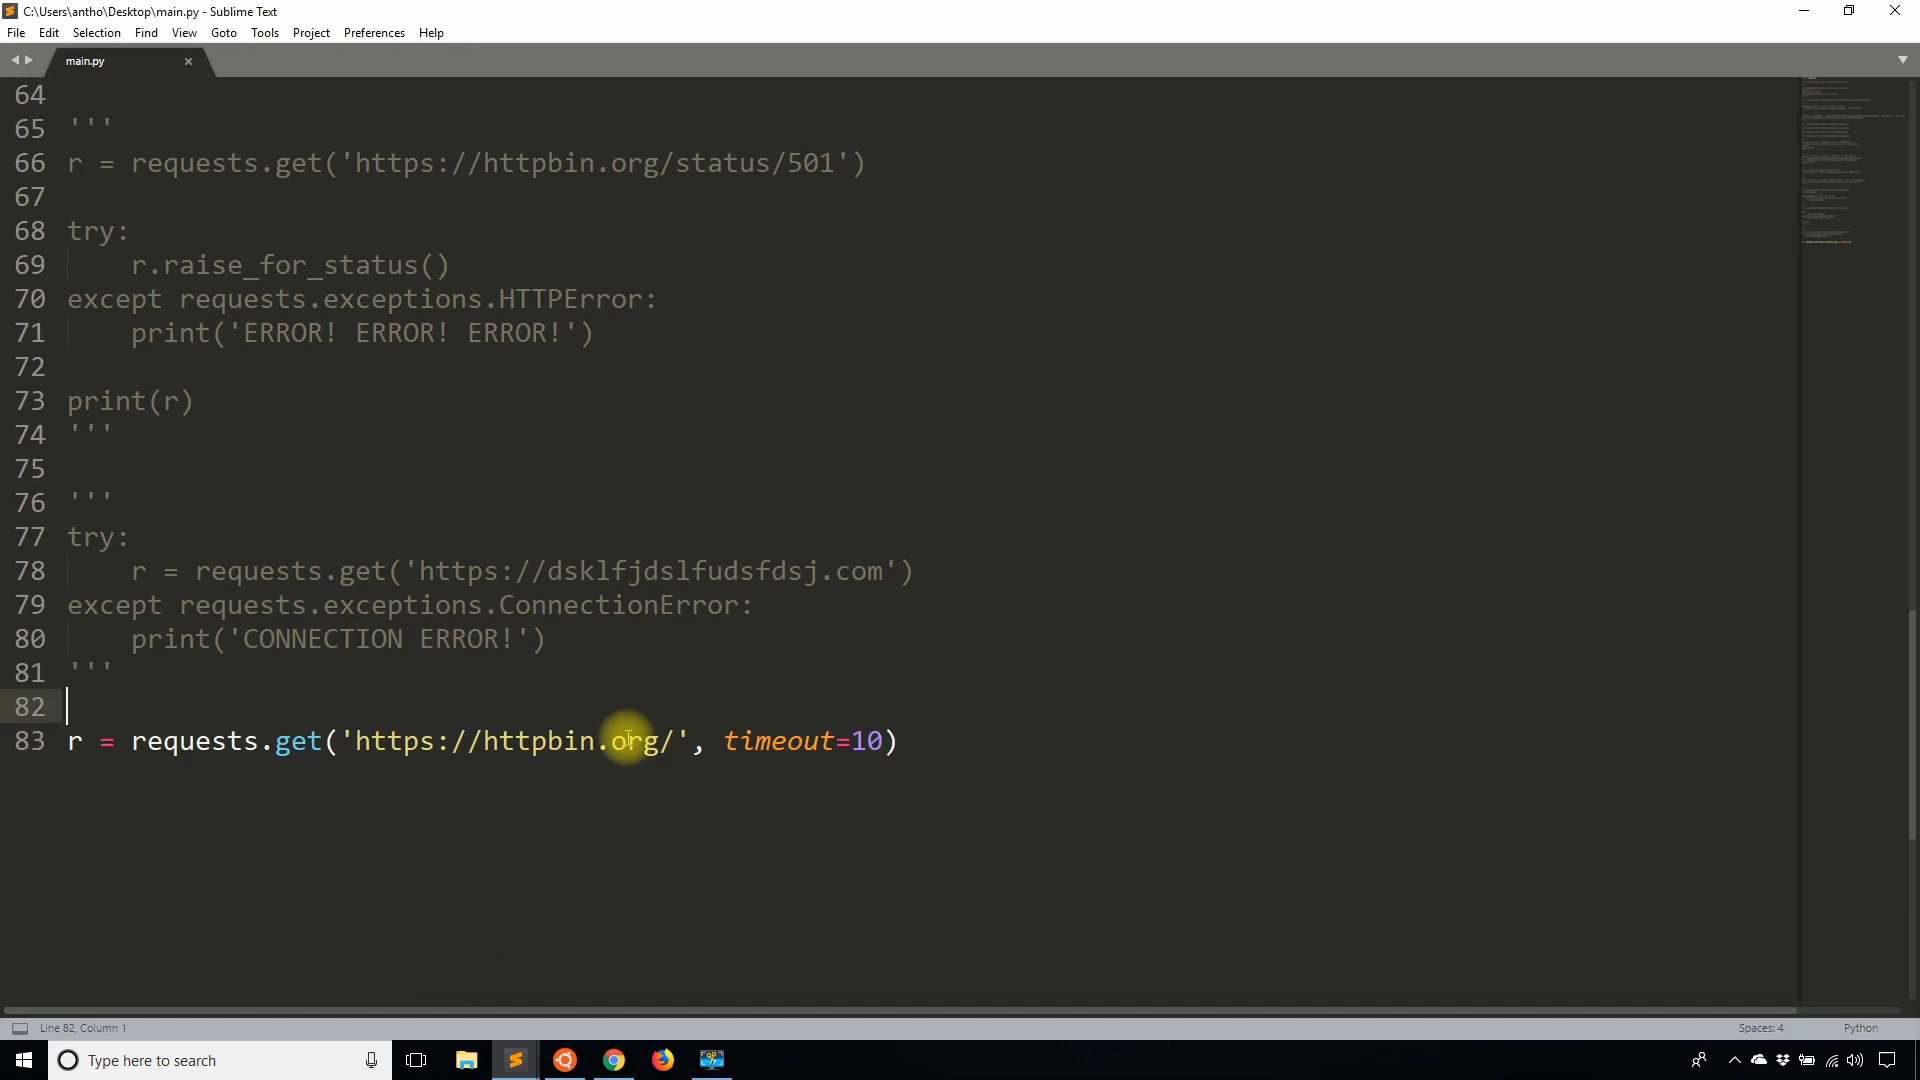 C:\Users\antho\Desktop\main.py - Sublime Text
File Edit Selection Find View Goto Tools Project Preferences Help
main.py
64
65 '''
66 r = requests.get('https://httpbin.org/status/501')
67
68 try:
69     r.raise_for_status()
70 except requests.exceptions.HTTPError:
71     print('ERROR! ERROR! ERROR!')
72
73 print(r)
74 '''
75
76 '''
77 try:
78     r = requests.get('https://dsklfjdslfudsfdsj.com')
79 except requests.exceptions.ConnectionError:
80     print('CONNECTION ERROR!')
81 '''
82
83 r = requests.get('https://httpbin.org/', timeout=10)
Line 82, Column 1
Spaces: 4
Python
Type here to search